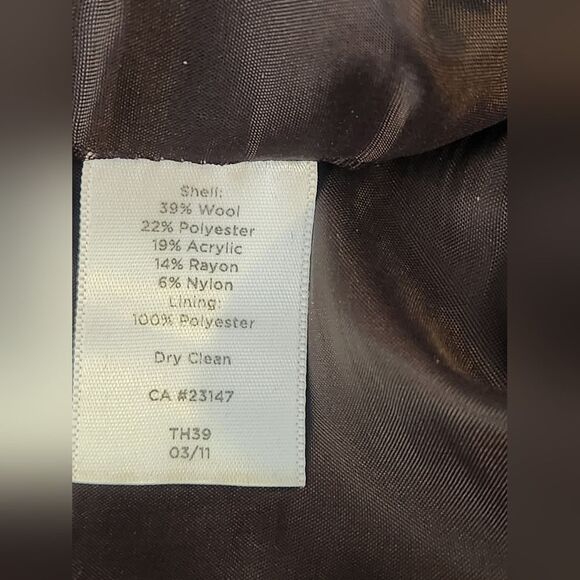 Shell:
39% Wool
22% Polyester
19% Acrylic
14% Rayon
6% Nylon
Lining:
100% Polyester
Dry Clean
CA #23147
TH39
03/11